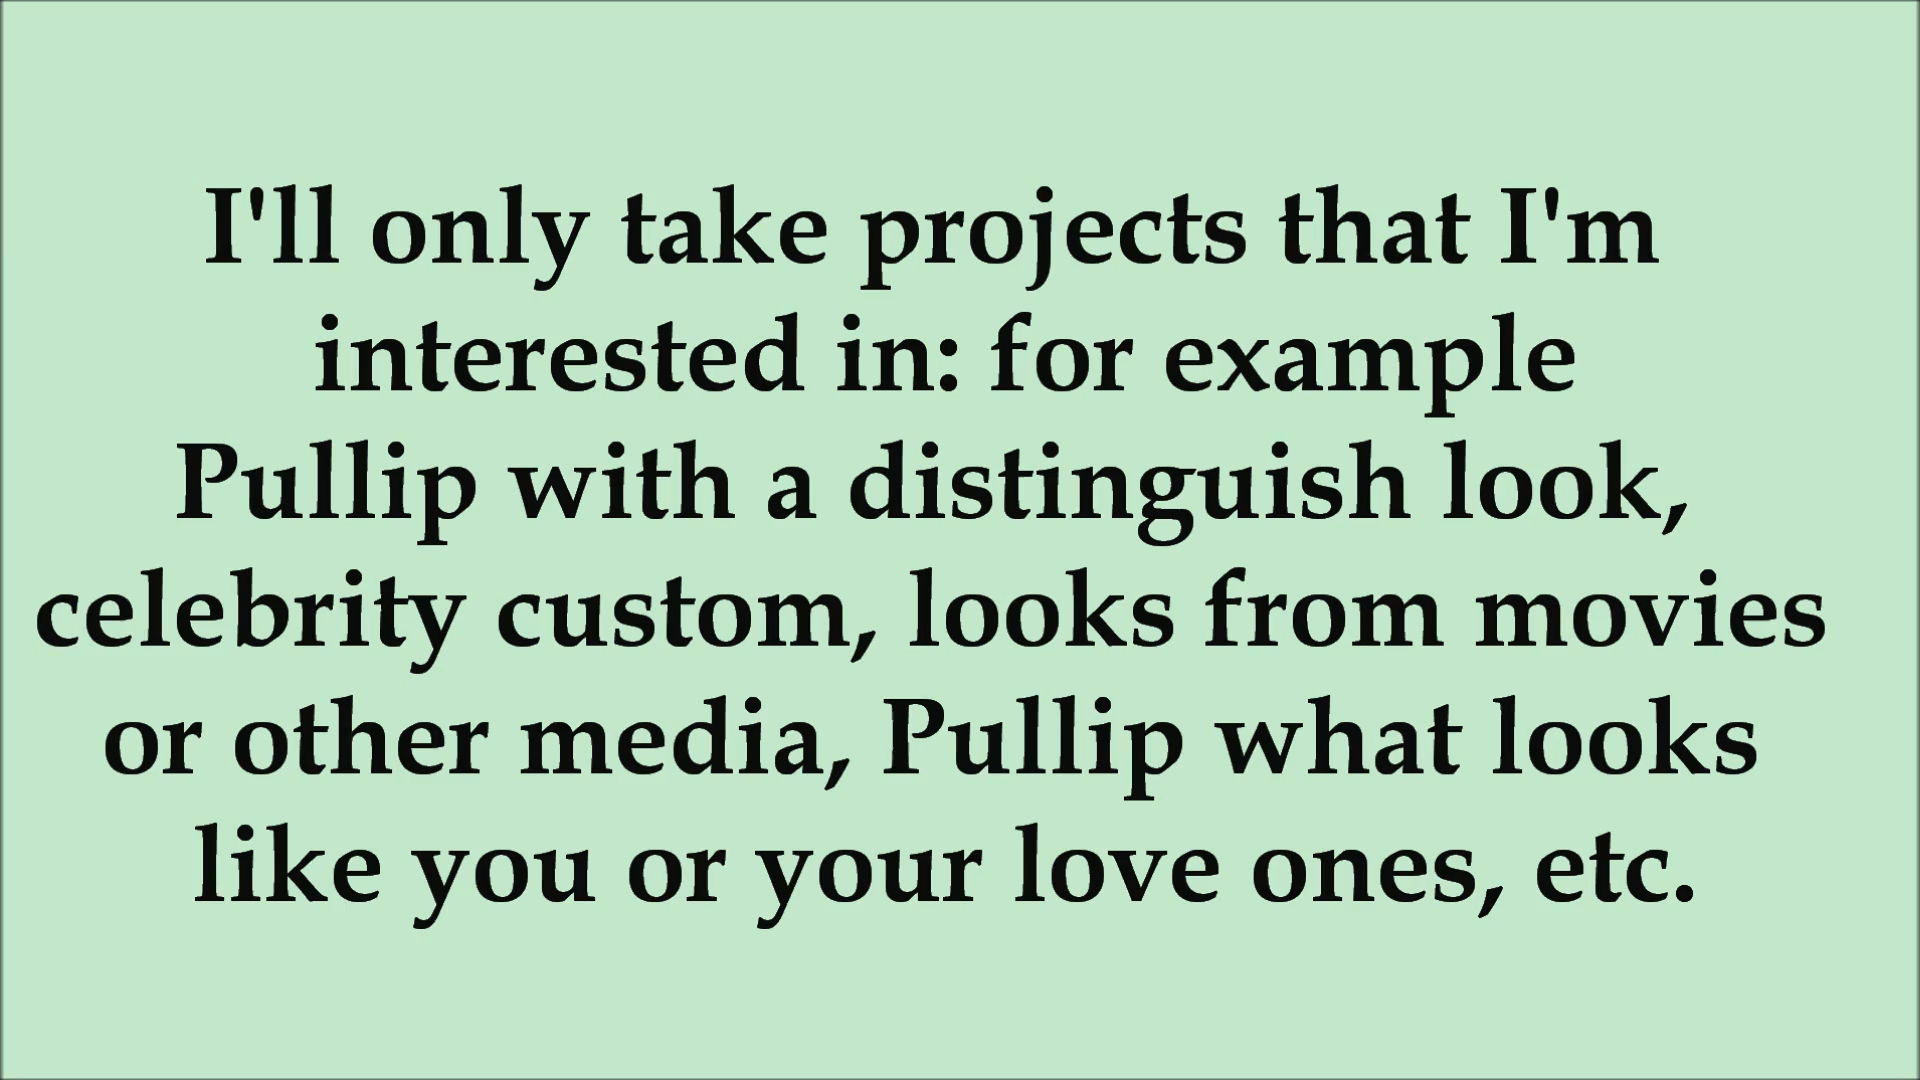 I'll only take projects that I'm
interested in: for example
Pullip with a distinguish look,
celebrity custom, looks from movies
or other media, Pullip what looks
like you or your love ones, etc.